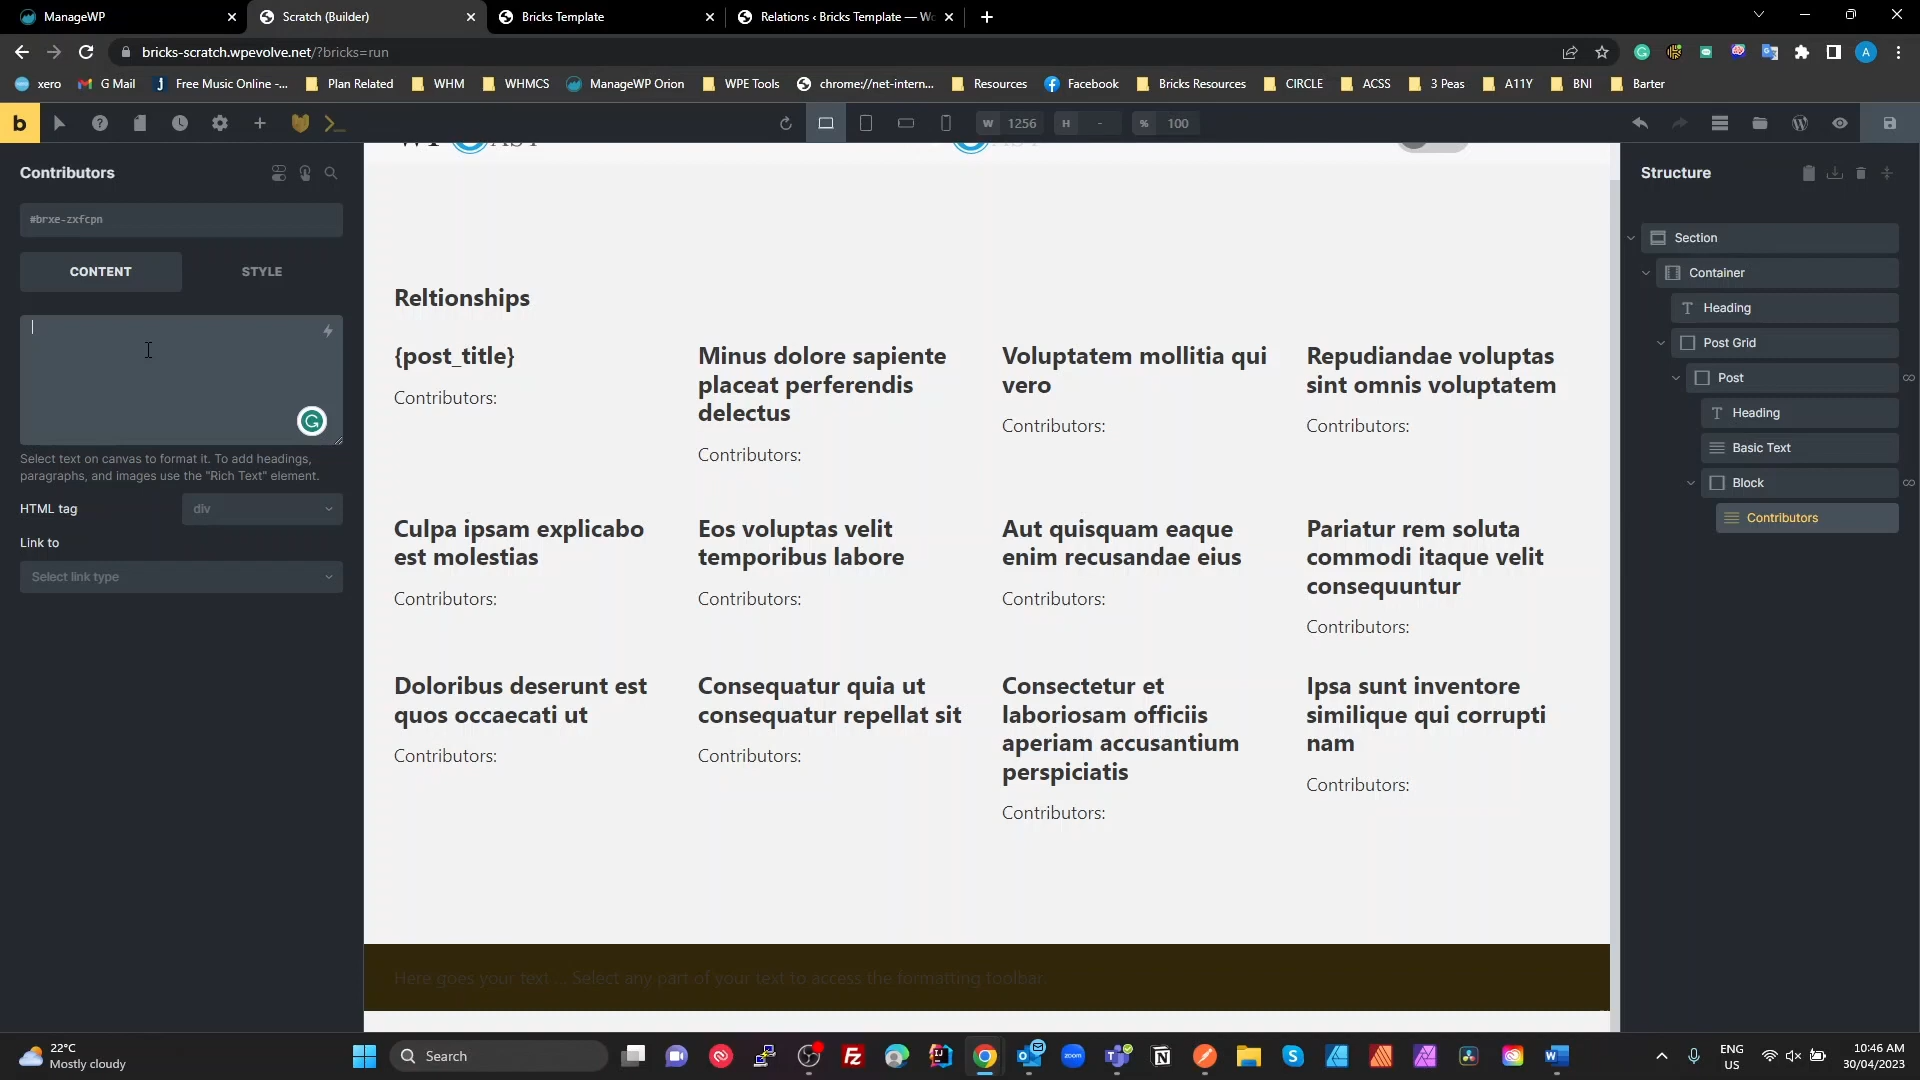 ManageWP
Scratch (Builder)
Bricks Template
Relations ‹ Bricks Template —
bricks-scratch.wpevolve.net/?bricks=run
xero
G Mail
Free Music Online -...
Plan Related
WHM
WHMCS
ManageWP Orion
WPE Tools
chrome://net-intern...
Resources
Facebook
Bricks Resources
CIRCLE
ACSS
3 Peas
A11Y
BNI
Barter
b
W 1256
H -
% 100
Contributors
#brxe-zxfcpn
CONTENT
STYLE
Select text on canvas to format it. To add headings,
paragraphs, and images use the "Rich Text" element.
HTML tag
div
Link to
Select link type
Reltionships
{post_title}
Contributors:
Minus dolore sapiente
placeat perferendis
delectus
Contributors:
Voluptatem mollitia qui
vero
Contributors:
Repudiandae voluptas
sint omnis voluptatem
Contributors:
Culpa ipsam explicabo
est molestias
Contributors:
Eos voluptas velit
temporibus labore
Contributors:
Aut quisquam eaque
enim recusandae eius
Contributors:
Pariatur rem soluta
commodi itaque velit
consequuntur
Contributors:
Doloribus deserunt est
quos occaecati ut
Contributors:
Consequatur quia ut
consequatur repellat sit
Contributors:
Consectetur et
laboriosam officiis
aperiam accusantium
perspiciatis
Contributors:
Ipsa sunt inventore
similique qui corrupti
nam
Contributors:
Here goes your text ... Select any part of your text to access the formatting toolbar.
Structure
Section
Container
Heading
Post Grid
Post
Heading
Basic Text
Block
Contributors
22°C
Mostly cloudy
Search
zoom
ENG
US
10:46 AM
30/04/2023